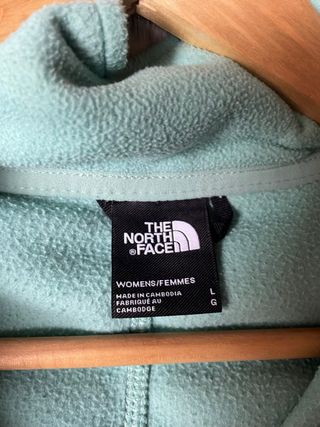 THE
NORTH
®FACE
WOMENS/FEMMES
MADE IN CAMBODIA
FABRIQUÉ AU
CAMBODGE
L
G